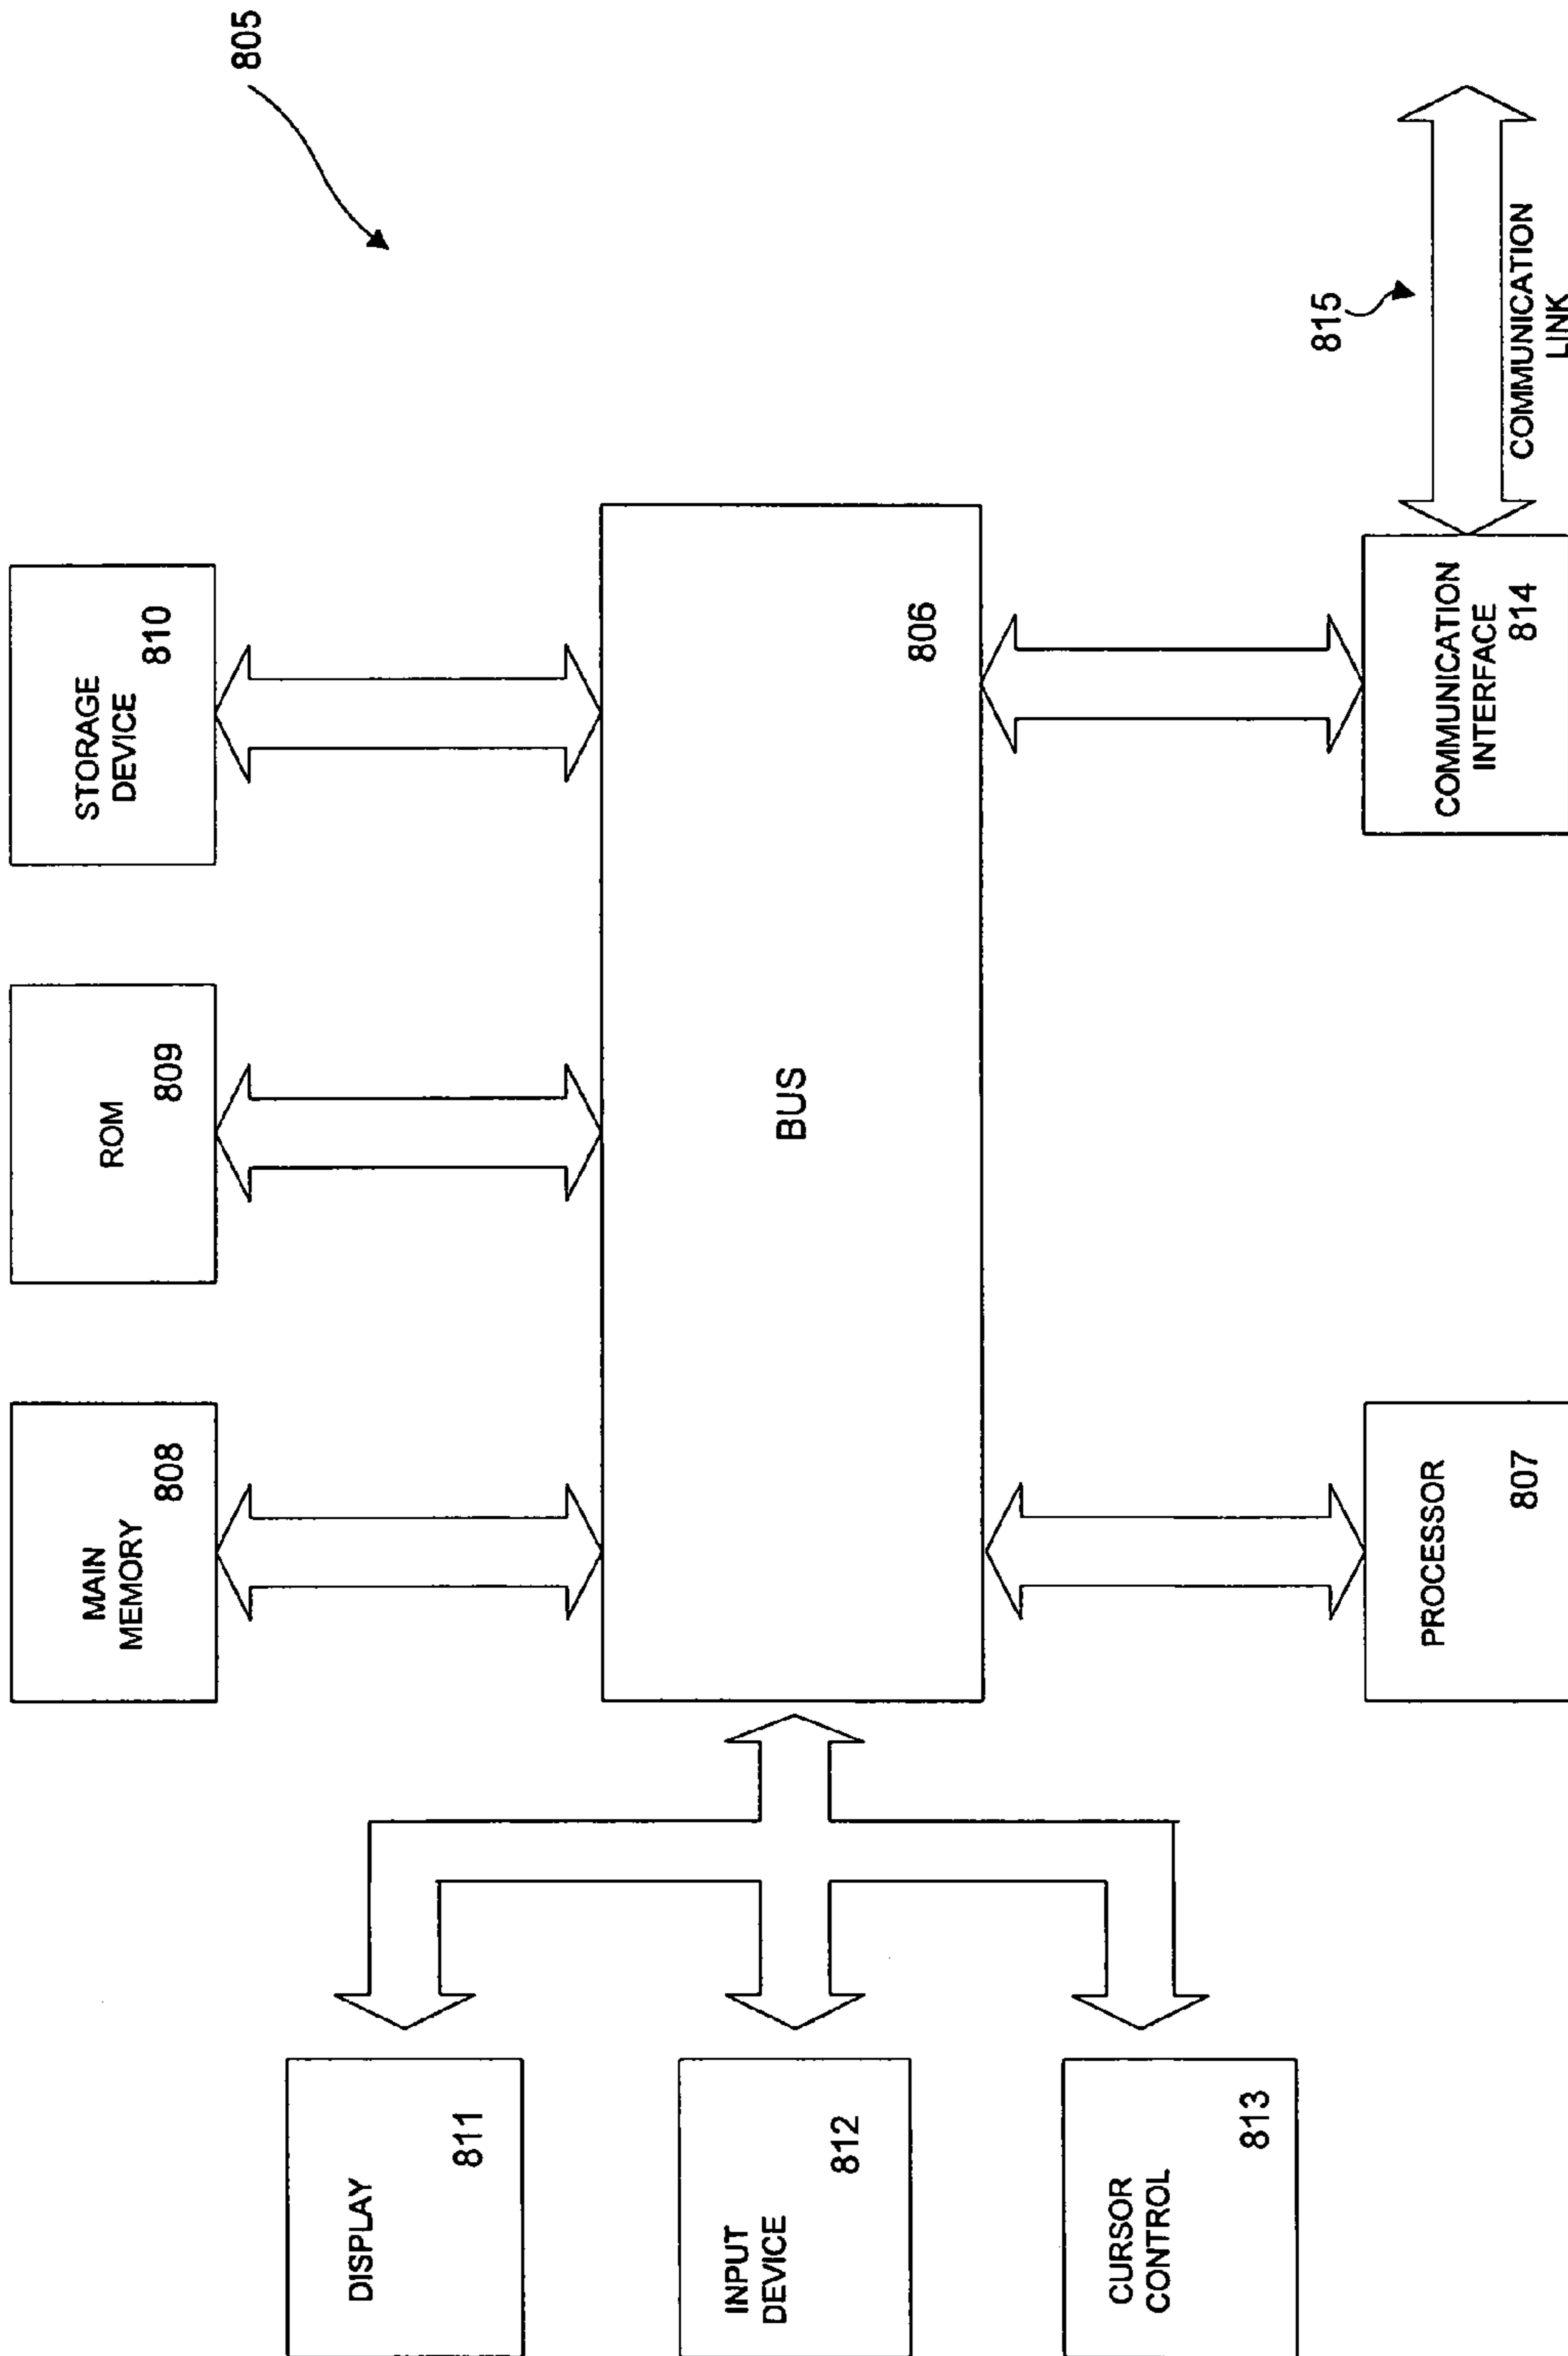 805
MAIN
MEMORY
808
ROM
809
STORAGE
DEVICE
810
DISPLAY
811
INPUT
DEVICE
812
CURSOR
CONTROL
813
BUS
806
PROCESSOR
807
COMMUNICATION
INTERFACE
814
815
COMMUNICATION
LINK